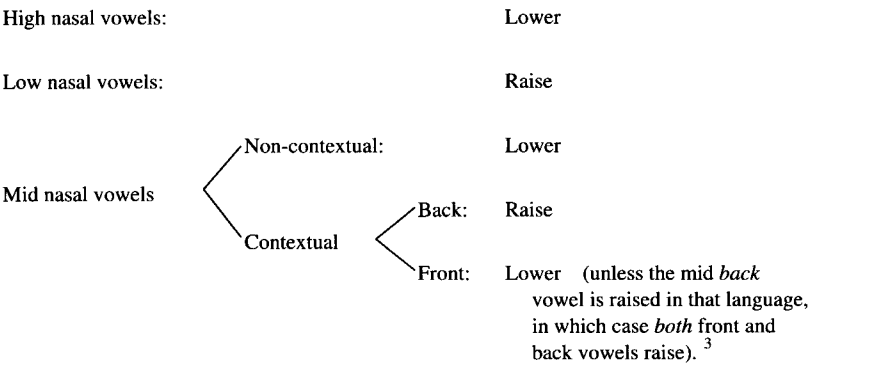 High nasal vowels: Lower
Low nasal vowels: Raise
Non-contextual: Lower
Mid nasal vowels
Back: Raise
Contextual
Front: Lower (unless the mid back
vowel is raised in that language,
in which case both front and
back vowels raise). 3